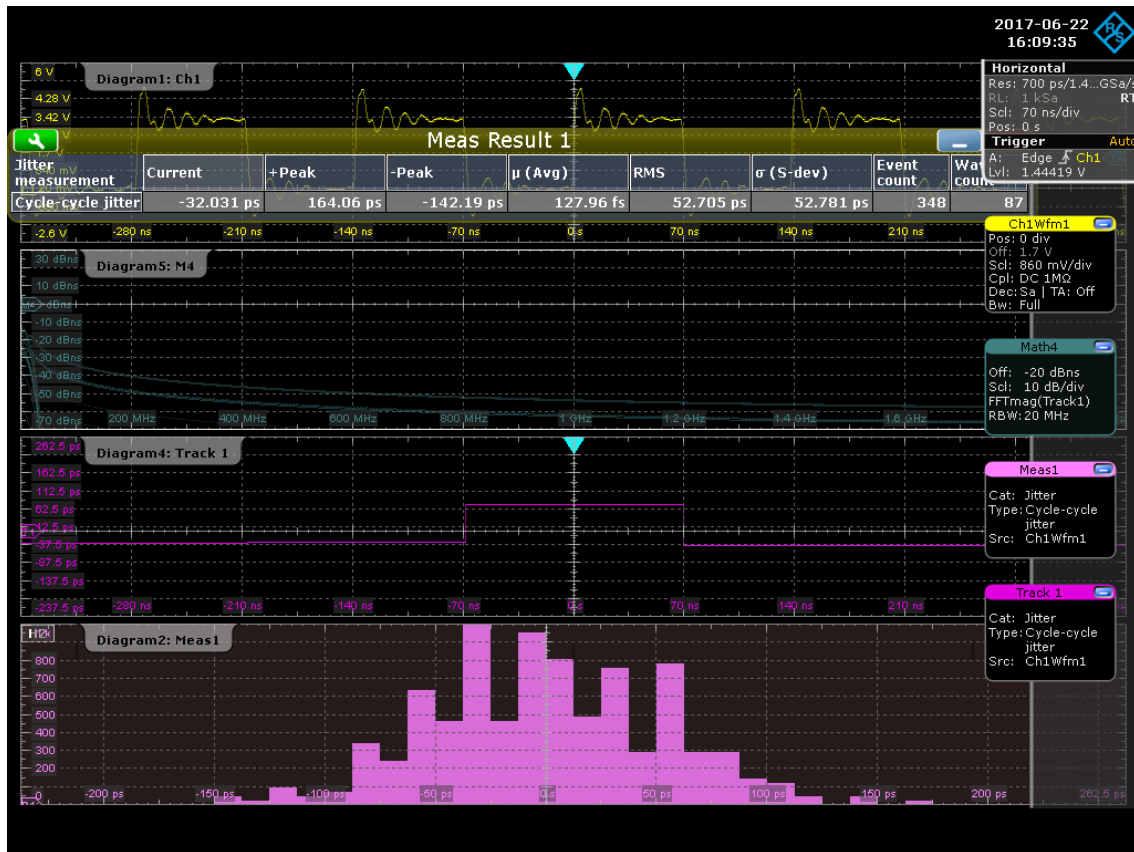 2017-06-22
16:09:35
Horizontal
Res: 700 ps/1.4...GSa/s
RL: 1 kSa RT
Scl: 70 ns/div
Pos: 0 s
Trigger Auto
A: Edge Ch1 TA
Lvl: 1.44419 V
6 V
Diagram1: Ch1
4.28 V
3.42 V
Meas Result 1
Jitter measurement Current +Peak -Peak µ (Avg) RMS σ (S-dev) Event count
Cycle-cycle jitter -32.031 ps 164.06 ps -142.19 ps 127.96 fs 52.705 ps 52.781 ps 348 87
-2.6 V -280 ns -210 ns -140 ns -70 ns 0 s 70 ns 140 ns 210 ns
Ch1Wfm1
Pos: 0 div
Off: 1.7 V
Scl: 860 mV/div
Cpl: DC 1MΩ
Dec: Sa | TA: Off
Bw: Full
30 dBns
Diagram5: M4
10 dBns
dBns
-10 dBns
-20 dBns
-30 dBns
-40 dBns
-50 dBns
-70 dBns 200 MHz 400 MHz 600 MHz 800 MHz 1 GHz 1.2 GHz 1.4 GHz 1.6 GHz
Math4
Off: -20 dBns
Scl: 10 dB/div
FFTmag(Track1)
RBW: 20 MHz
262.5 ps
Diagram4: Track 1
162.5 ps
112.5 ps
62.5 ps
12.5 ps
-37.5 ps
-87.5 ps
-137.5 ps
-237.5 ps -280 ns -210 ns -140 ns -70 ns 0 s 70 ns 140 ns 210 ns
Meas1
Cat: Jitter
Type: Cycle-cycle
jitter
Src: Ch1Wfm1
Track 1
Cat: Jitter
Type: Cycle-cycle
jitter
Src: Ch1Wfm1
Diagram2: Meas1
800
700
600
500
400
300
200
0
-200 ps -150 ps -100 ps -50 ps 0 s 50 ps 100 ps 150 ps 200 ps 262.5 ps